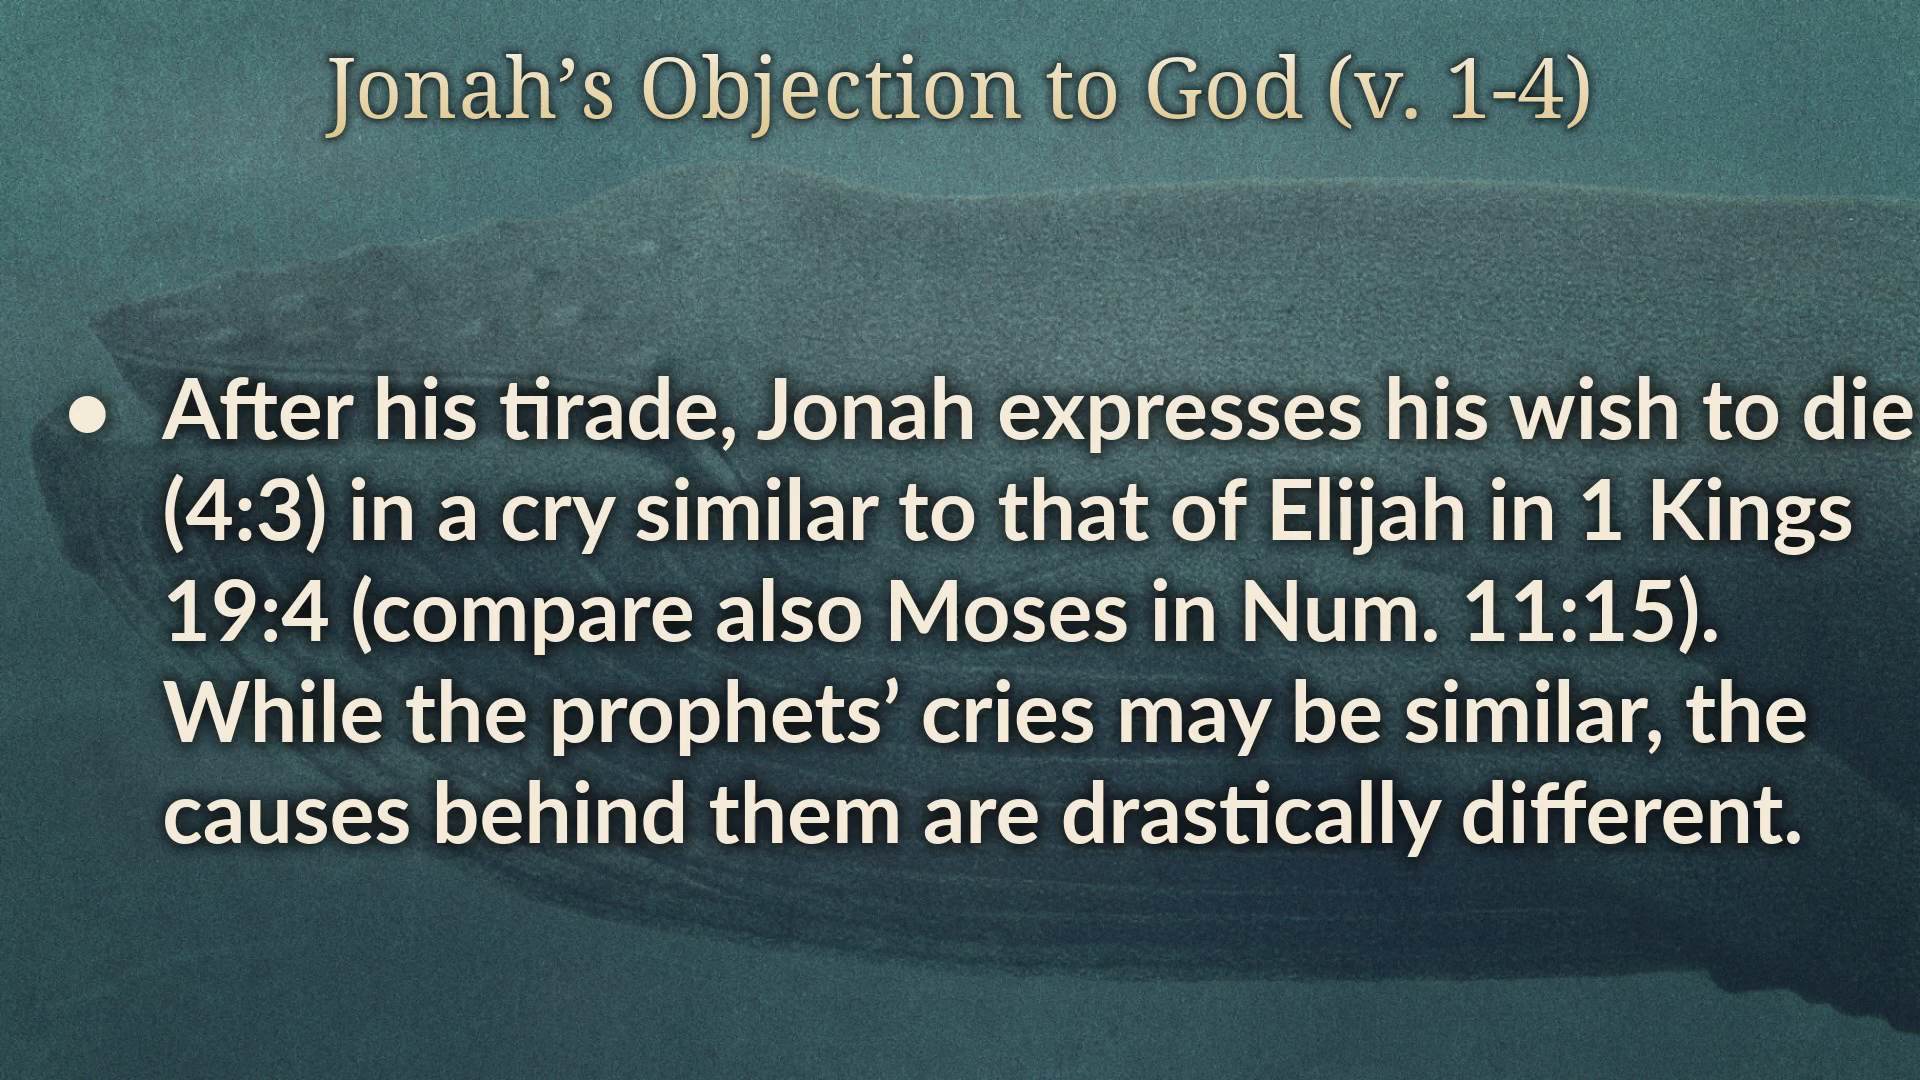 Jonah’s Objection to God (v. 1-4)
• After his tirade, Jonah expresses his wish to die
(4:3) in a cry similar to that of Elijah in 1 Kings
19:4 (compare also Moses in Num. 11:15).
While the prophets’ cries may be similar, the
causes behind them are drastically different.